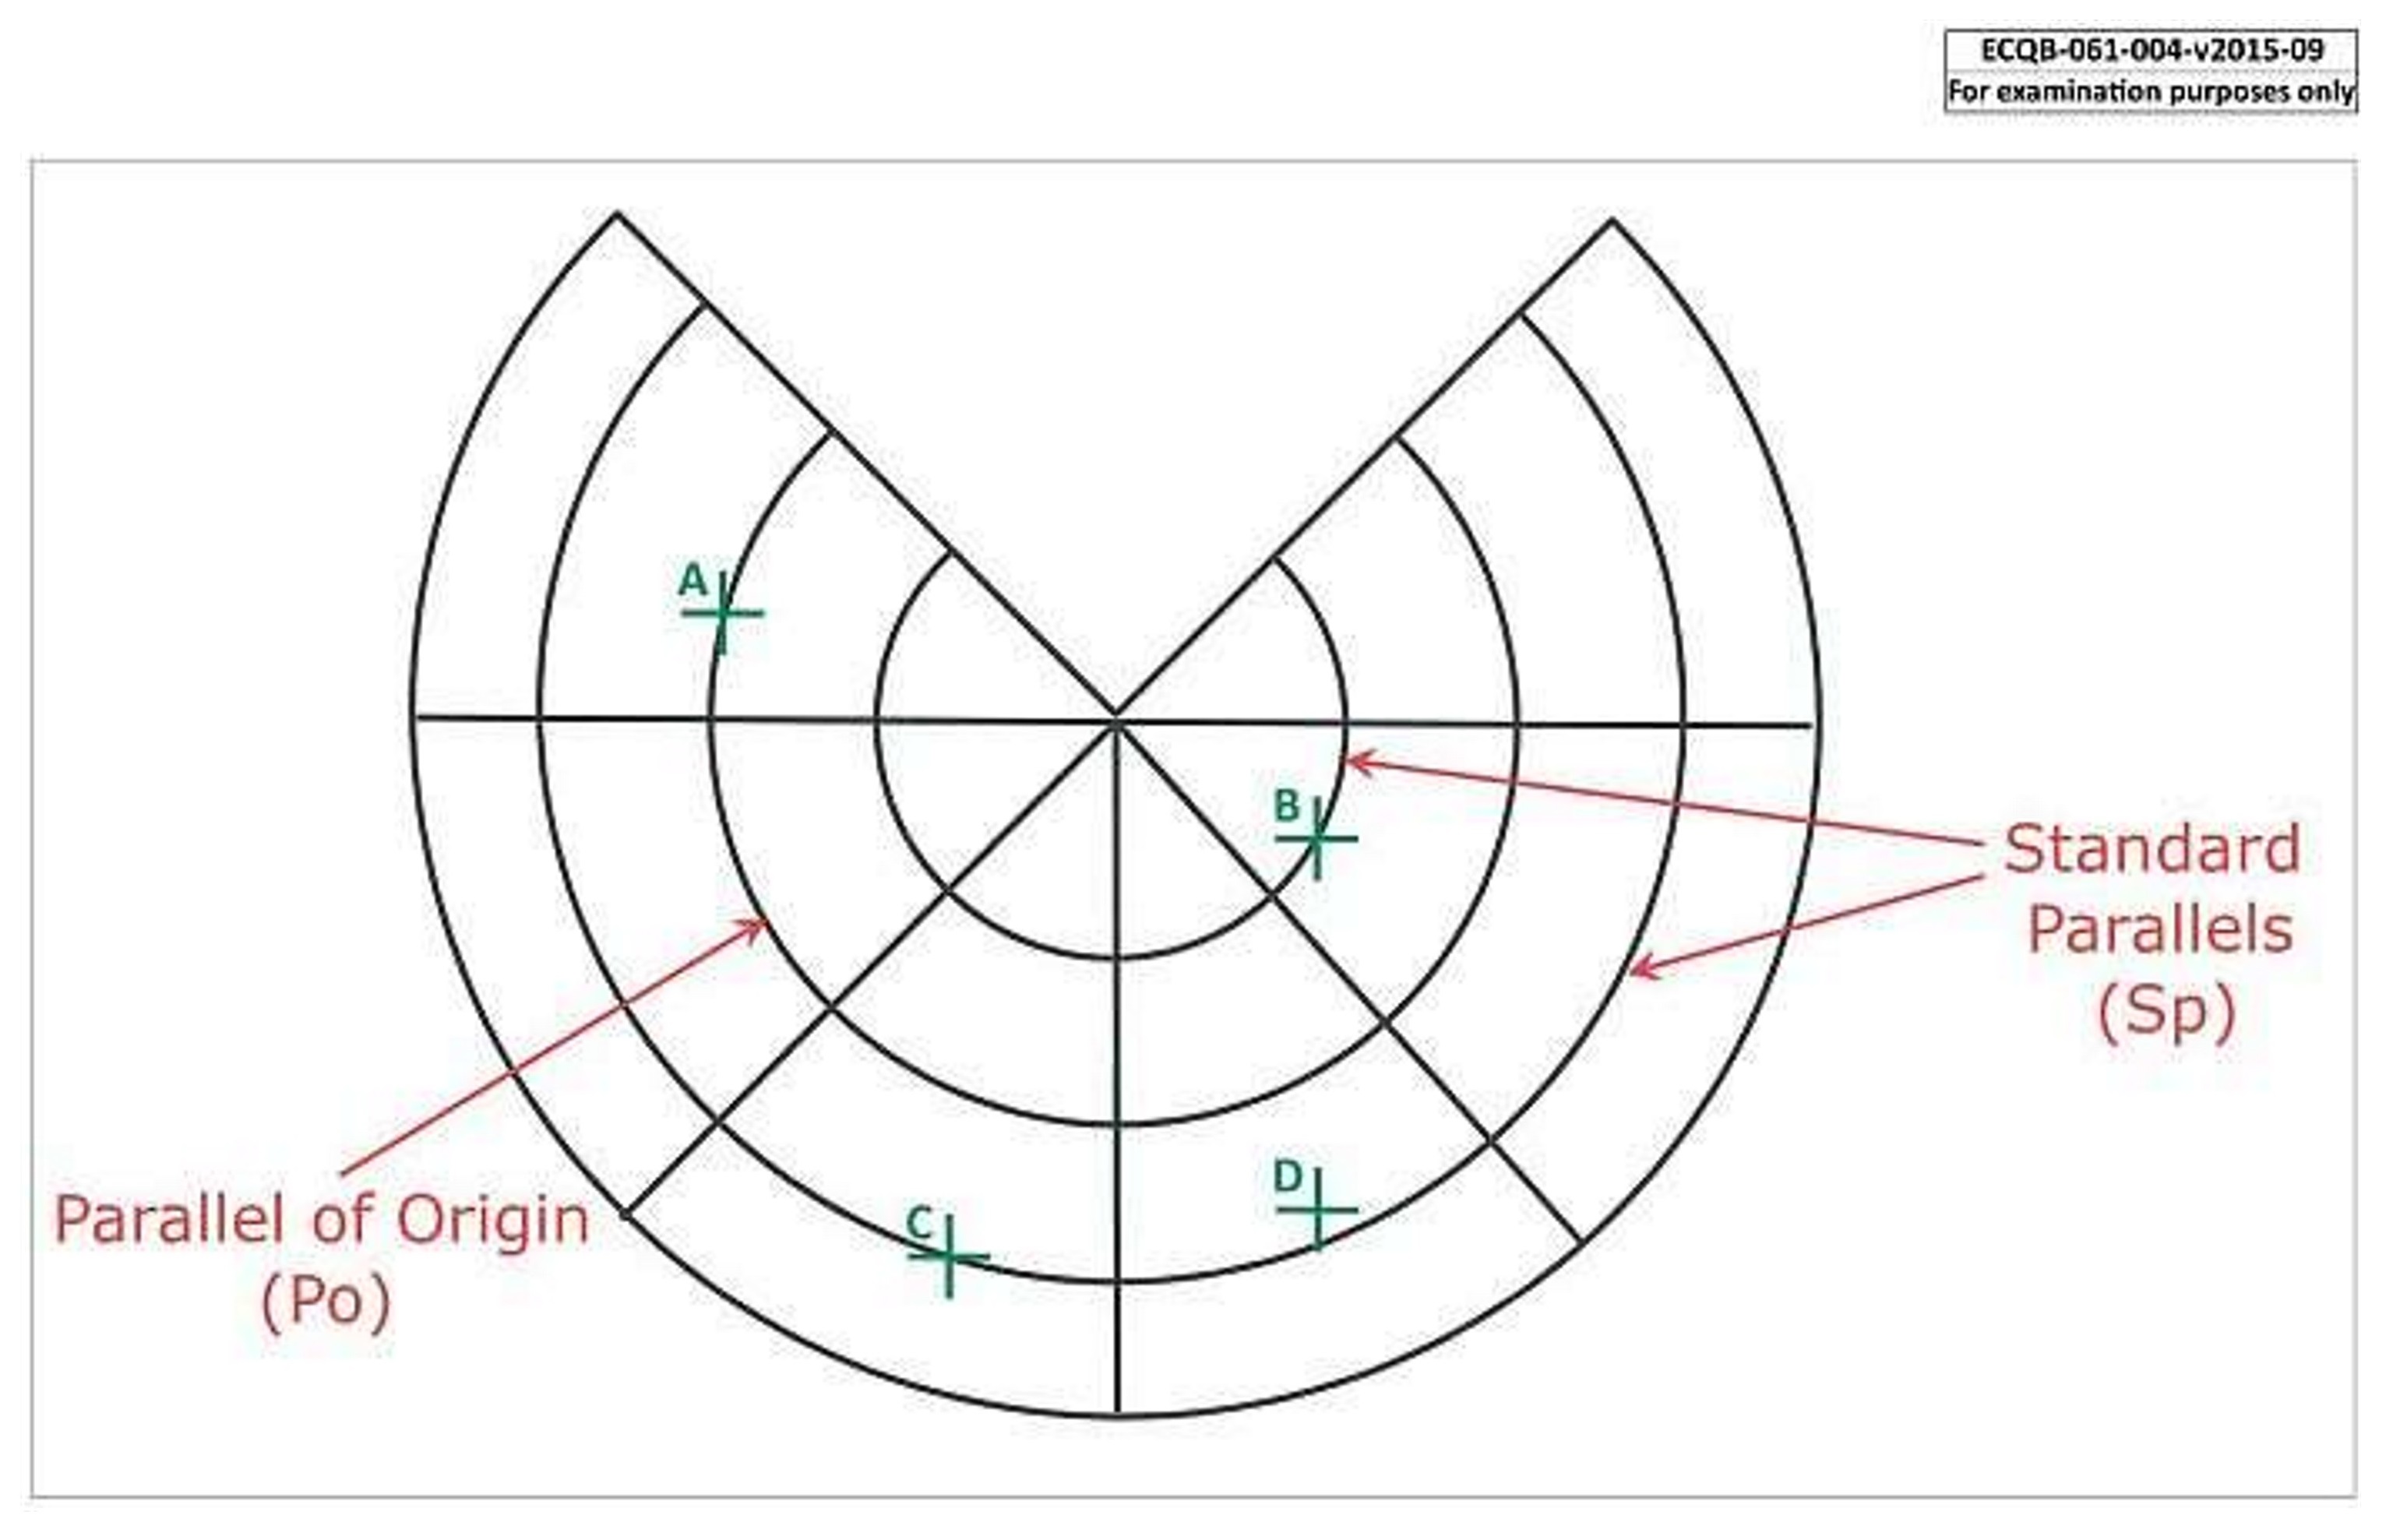 ECQB-061-004-v2015-09
For examination purposes only
A
B
Standard
Parallels
(Sp)
D
Parallel of Origin
(Po)
C